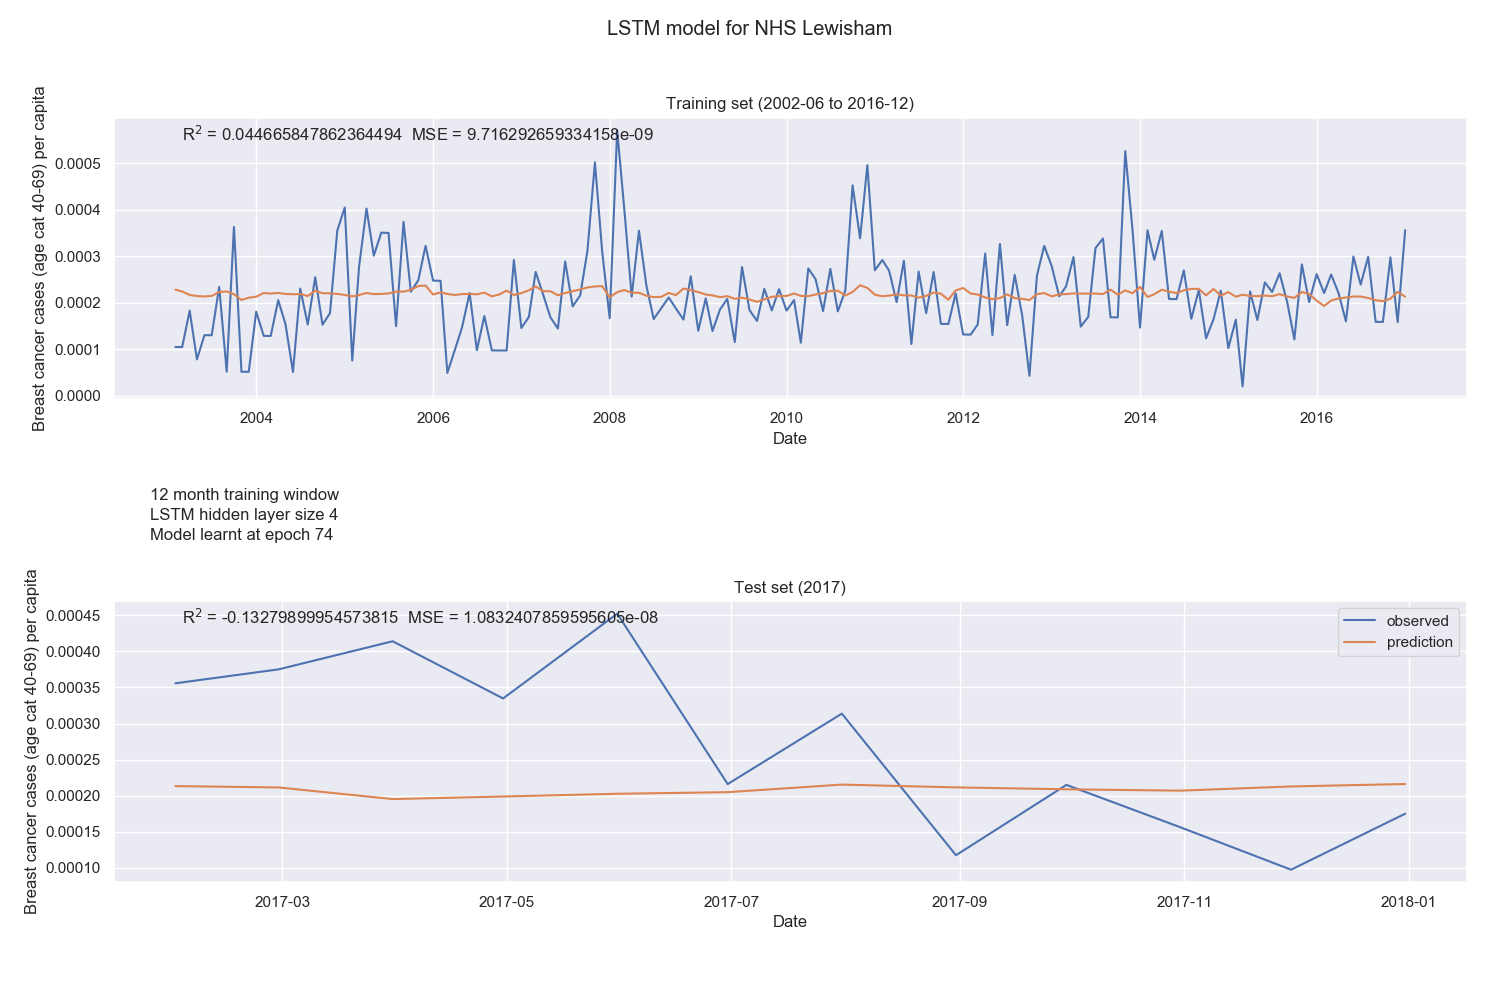 LSTM model for NHS Lewisham
Training set (2002-06 to 2016-12)
R² = 0.044665847862364494 MSE = 9.716292659334158e-09
Breast cancer cases (age cat 40-69) per capita
0.0005
0.0004
0.0003
0.0002
0.0001
0.0000
2004 2006 2008 2010 2012 2014 2016
Date
12 month training window
LSTM hidden layer size 4
Model learnt at epoch 74
Test set (2017)
R² = -0.13279899954573815 MSE = 1.0832407859595605e-08
observed
prediction
Breast cancer cases (age cat 40-69) per capita
0.00045
0.00040
0.00035
0.00030
0.00025
0.00020
0.00015
0.00010
2017-03 2017-05 2017-07 2017-09 2017-11 2018-01
Date